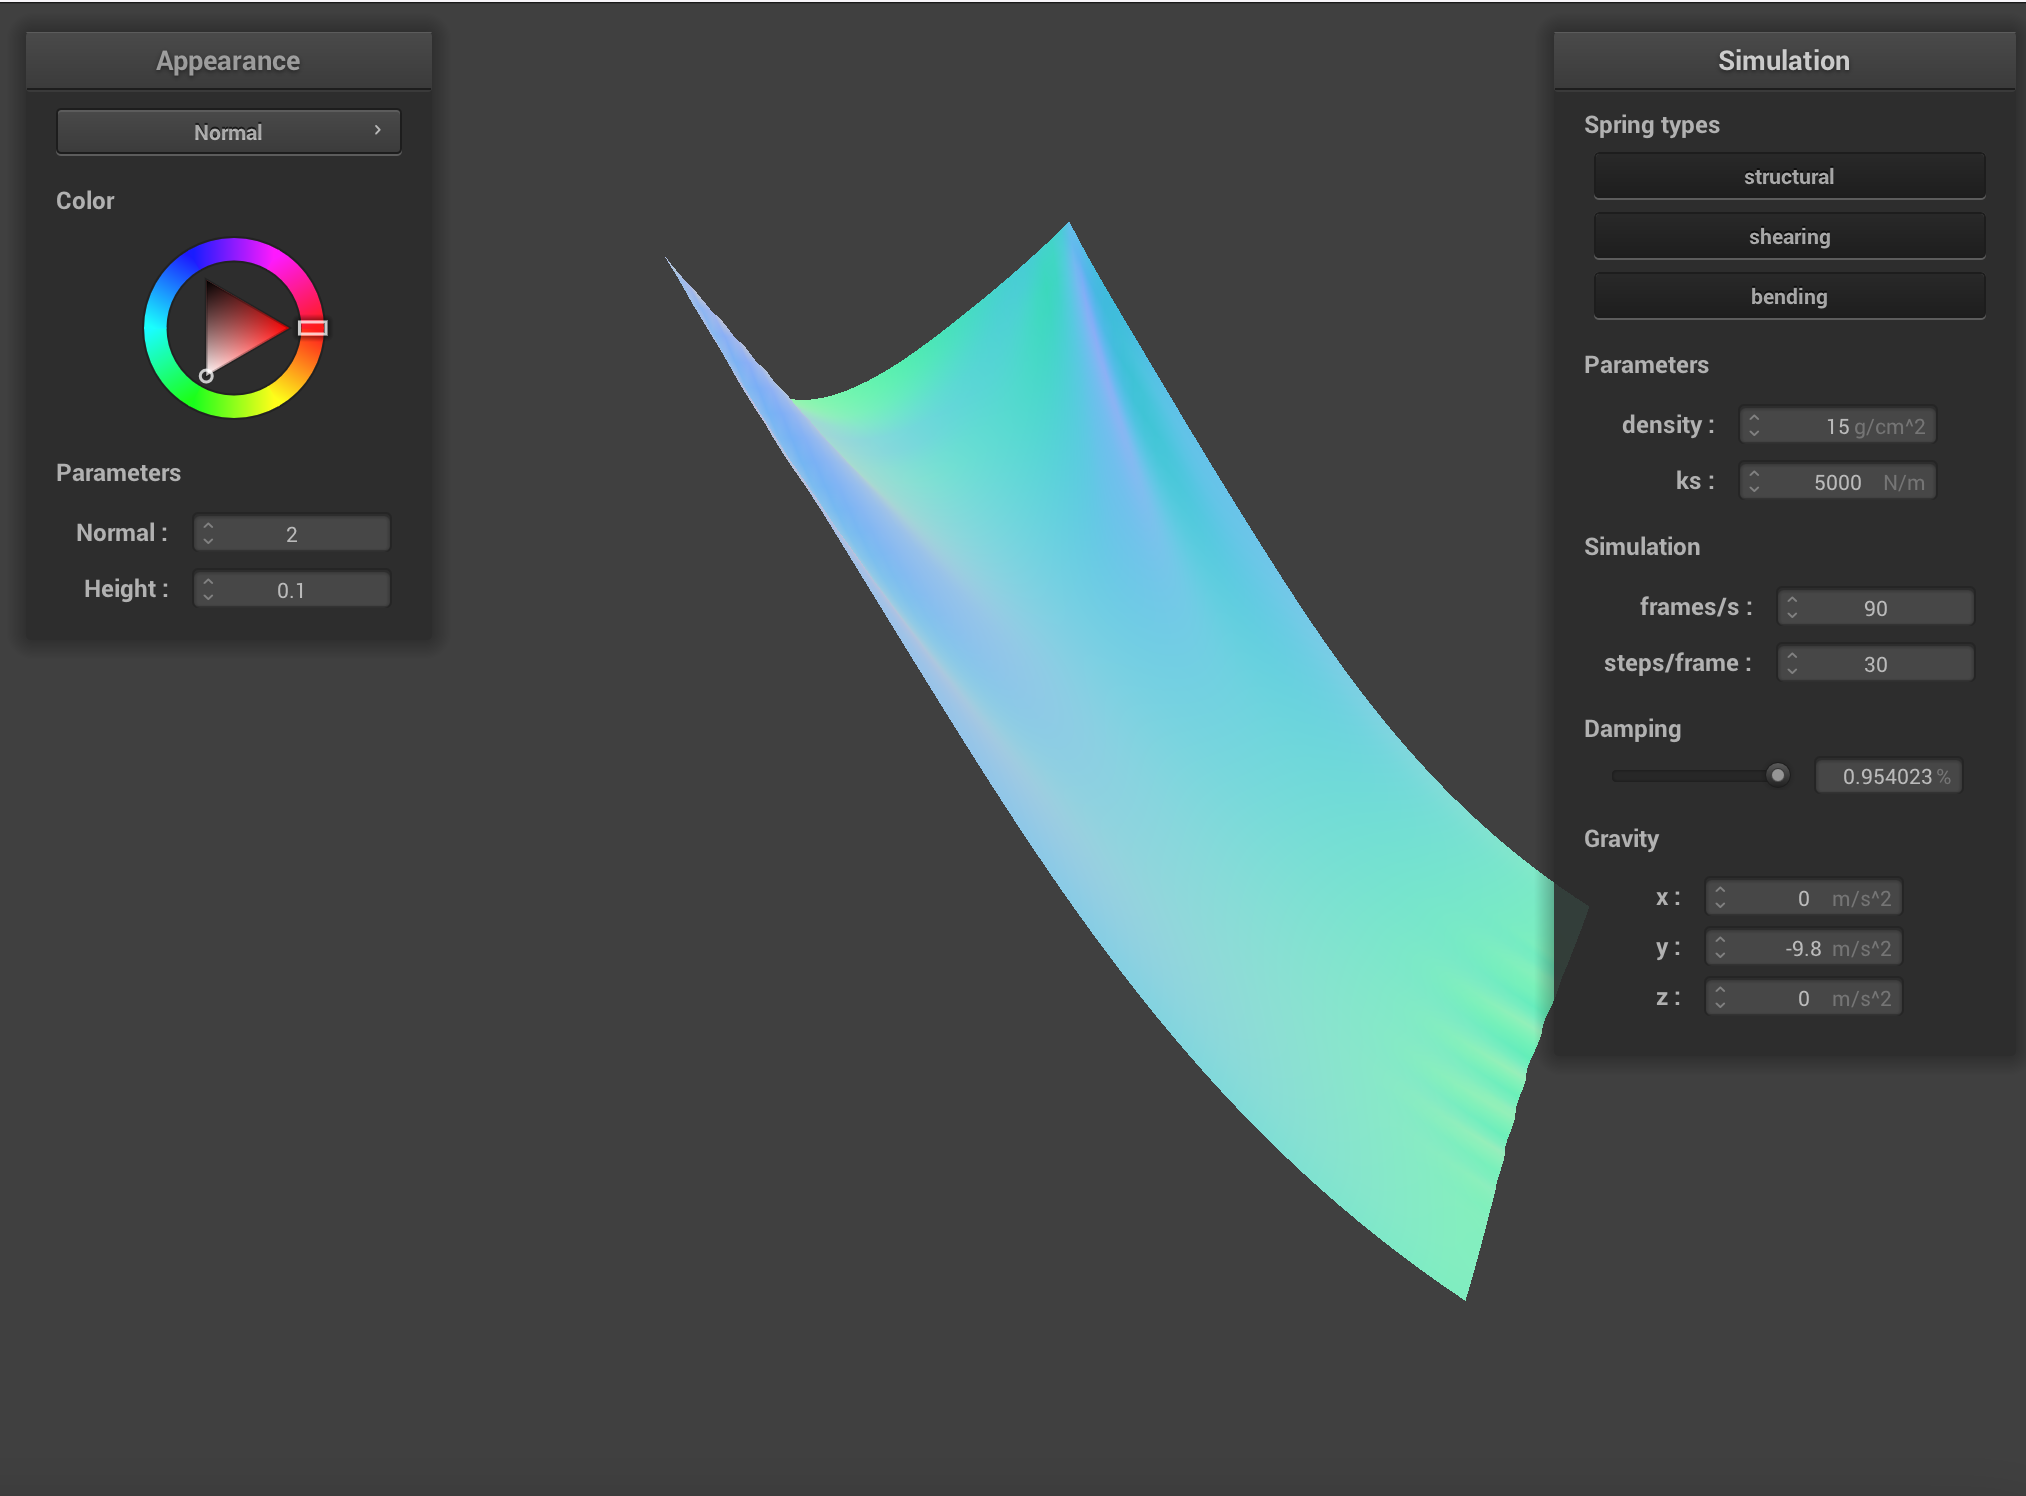 Appearance
Normal
Color
Parameters
Normal : 2
Height : 0.1
Simulation
Spring types
structural
shearing
bending
Parameters
density : 15 g/cm^2
ks : 5000 N/m
Simulation
frames/s : 90
steps/frame : 30
Damping
0.954023 %
Gravity
x : 0 m/s^2
y : -9.8 m/s^2
z : 0 m/s^2